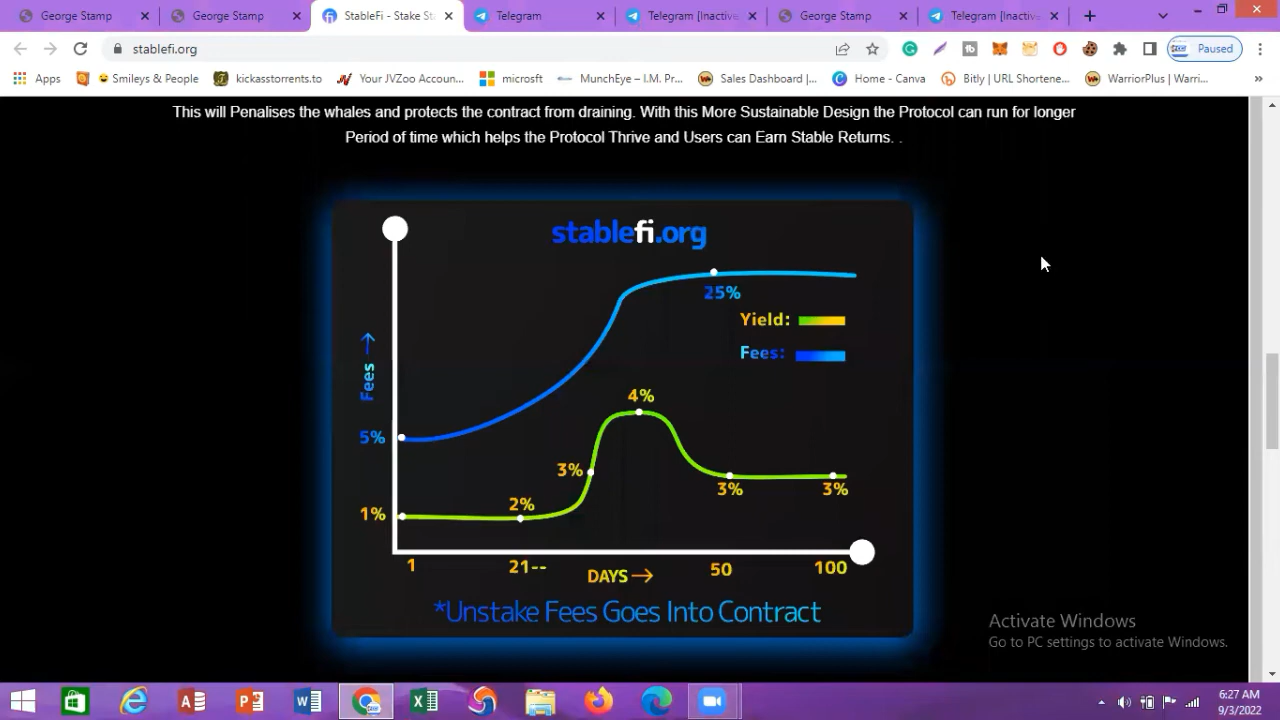 George Stamp
George Stamp
StableFi - Stake St
Telegram
Telegram [Inactive
George Stamp
Telegram [Inactive
stablefi.org
Paused
Apps
Smileys & People
kickasstorrents.to
Your JVZoo Accoun...
microsft
MunchEye – I.M. Pr...
Sales Dashboard |...
Home - Canva
Bitly | URL Shortene...
WarriorPlus | Warri...
»
This will Penalises the whales and protects the contract from draining. With this More Sustainable Design the Protocol can run for longer
Period of time which helps the Protocol Thrive and Users can Earn Stable Returns. .
stablefi.org
25%
Yield:
Fees:
Fees →
4%
5%
3%
2%
3%
3%
1%
1
21--
DAYS →
50
100
*Unstake Fees Goes Into Contract
Activate Windows
Go to PC settings to activate Windows.
6:27 AM
9/3/2022